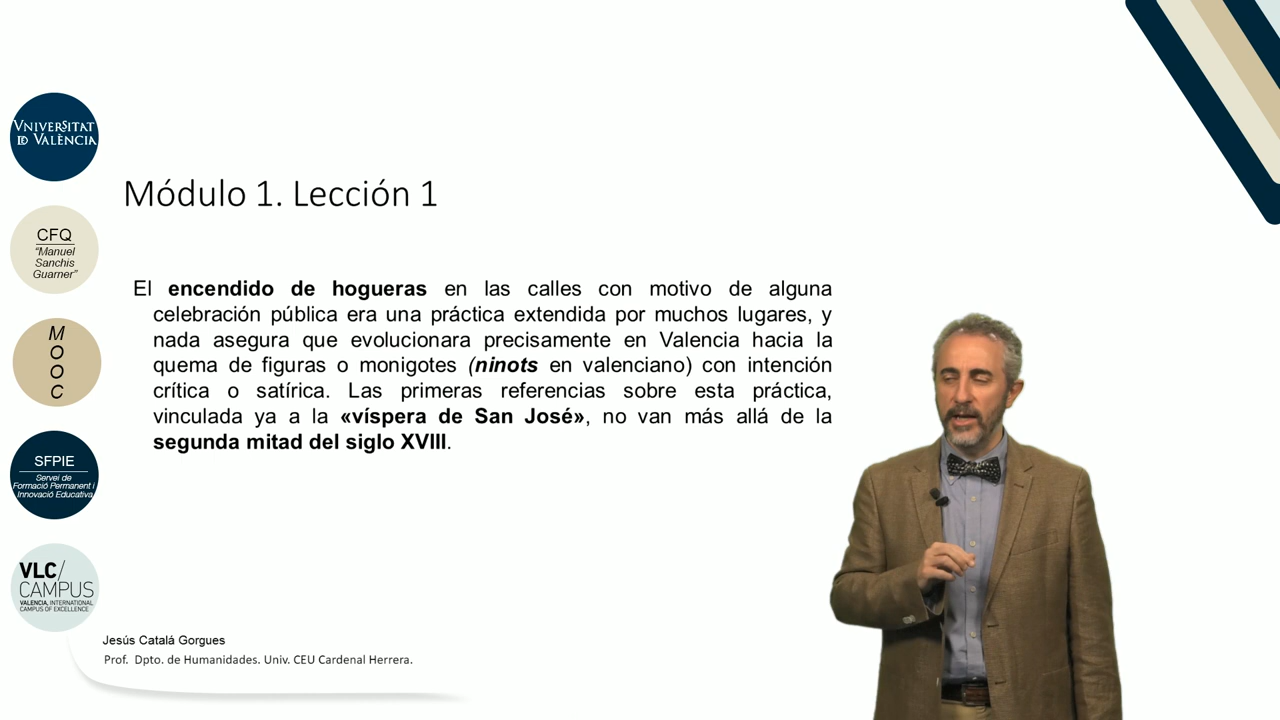 VNIVERSITAT
ID VALÈNCIA
CFQ
"Manuel
Sanchis
Guarner"
M
O
O
C
SFPIE
Servei de
Formació Permanent i
Innovació Educativa
VLC/
CAMPUS
VALENCIA, INTERNATIONAL
CAMPUS OF EXCELLENCE
Módulo 1. Lección 1
El encendido de hogueras en las calles con motivo de alguna
celebración pública era una práctica extendida por muchos lugares, y
nada asegura que evolucionara precisamente en Valencia hacia la
quema de figuras o monigotes (ninots en valenciano) con intención
crítica o satírica. Las primeras referencias sobre esta práctica,
vinculada ya a la «víspera de San José», no van más allá de la
segunda mitad del siglo XVIII.
Jesús Catalá Gorgues
Prof. Dpto. de Humanidades. Univ. CEU Cardenal Herrera.